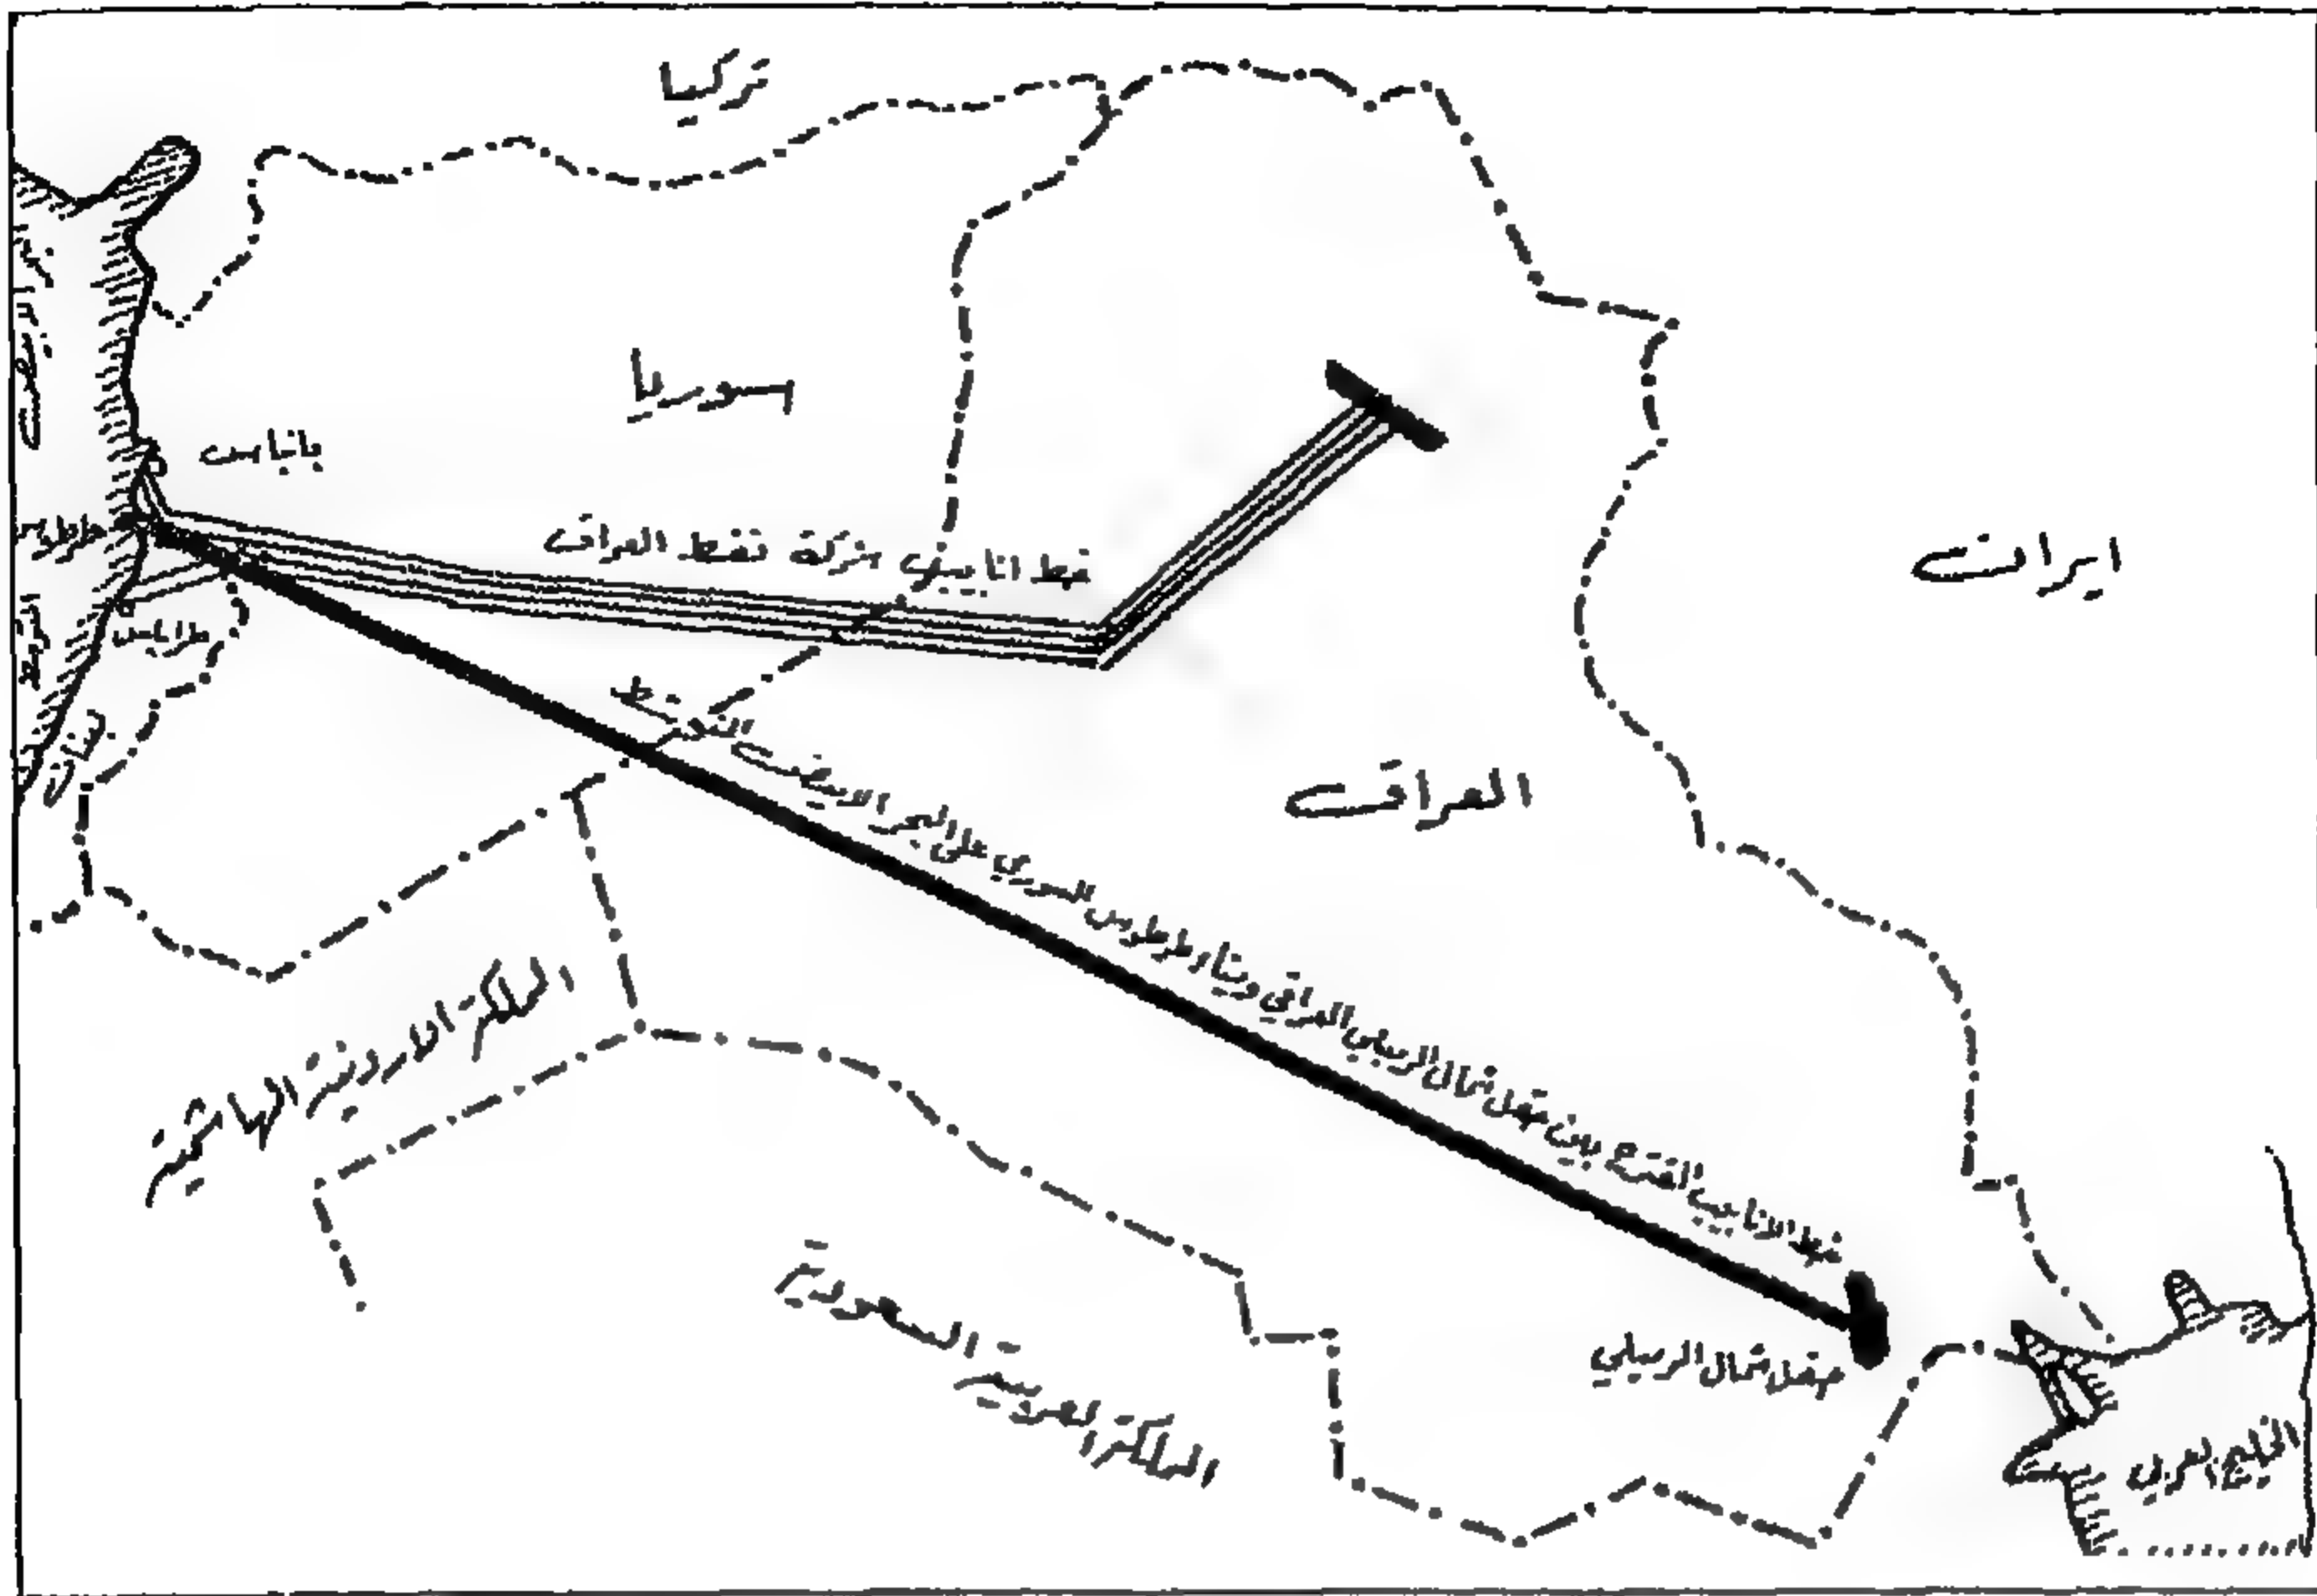 تركيا
سوريا
بانياس
خط انابيب شركة نفط العراق
ايران
طرابلس
لبنان
العراق
خط الانابيب المقترح بين حقل شمال الرميلي العراقي وميناء طرطوس السوري على البحر الابيض المتوسط
المملكة الاردنية الهاشمية
المملكة العربية السعودية
حقل شمال الرميلي
الخليج العربي